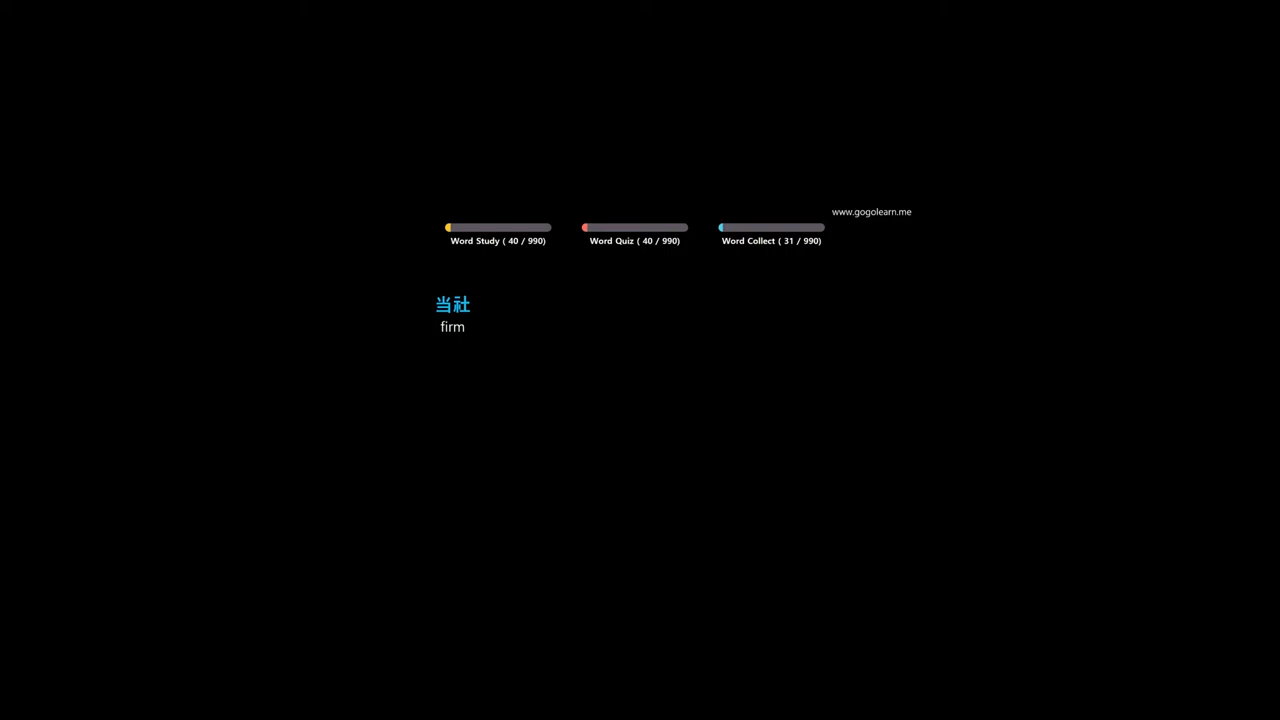 www.gogolearn.me
Word Study ( 40 / 990)
Word Quiz ( 40 / 990)
Word Collect ( 31 / 990)
当社
firm